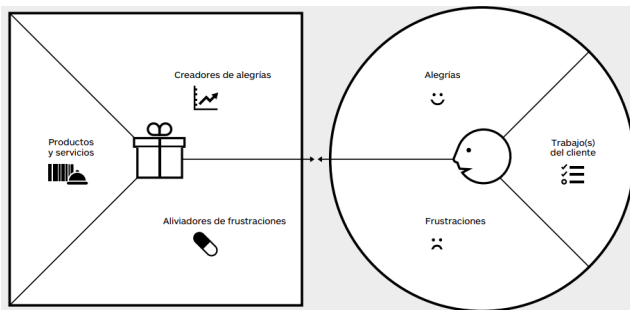 Creadores de alegrías
Productos
y servicios
Aliviadores de frustraciones
Alegrías
Trabajo(s)
del cliente
Frustraciones